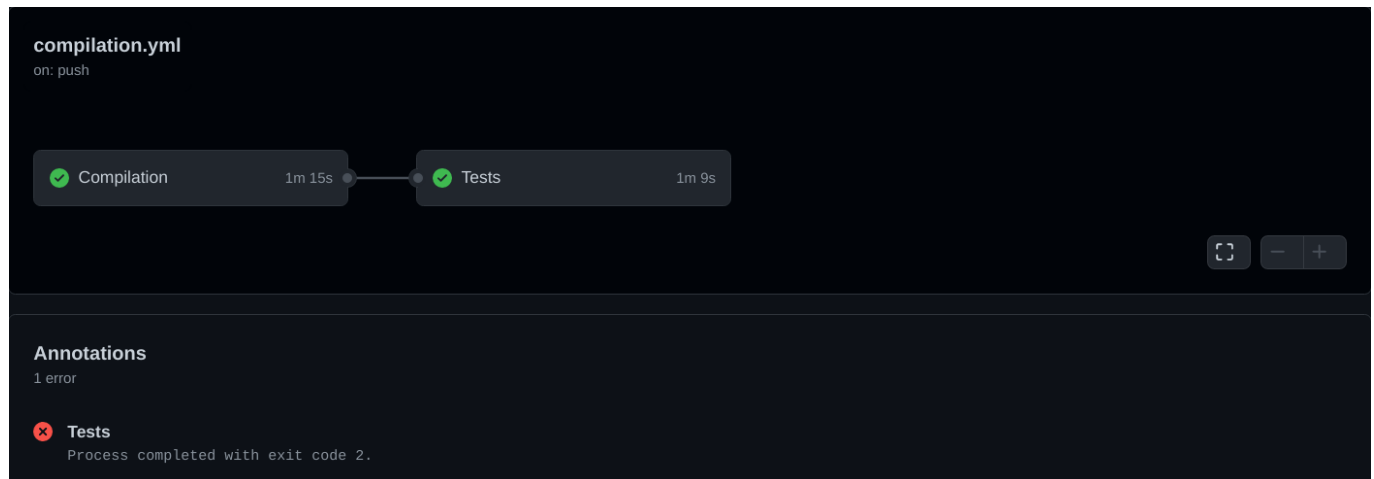 compilation.yml
on: push
Compilation 1m 15s
Tests 1m 9s
Annotations
1 error
Tests
Process completed with exit code 2.